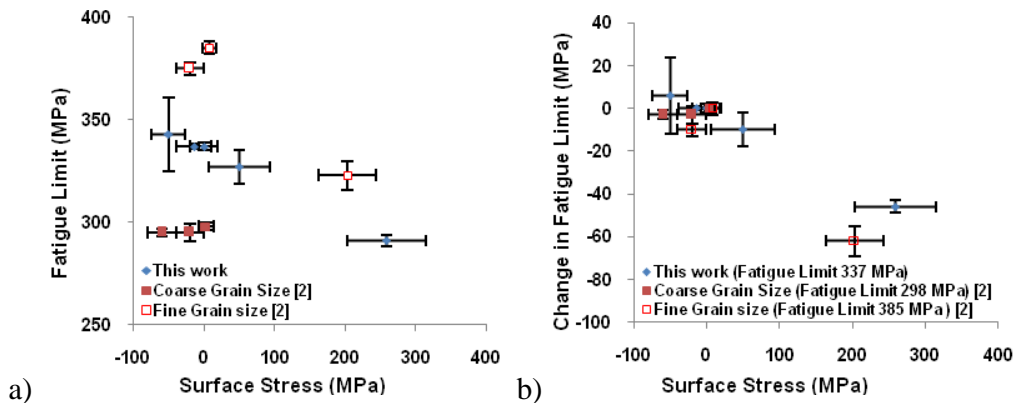 a)
Fatigue Limit (MPa)
400
350
300
250
This work
Coarse Grain Size [2]
Fine Grain size [2]
-100 0 100 200 300 400
Surface Stress (MPa)
b)
Change in Fatigue Limit (MPa)
40
20
0
-20
-40
-60
-80
-100
This work (Fatigue Limit 337 MPa)
Coarse Grain Size (Fatigue Limit 298 MPa) [2]
Fine Grain size (Fatigue Limit 385 MPa ) [2]
-100 0 100 200 300 400
Surface Stress (MPa)